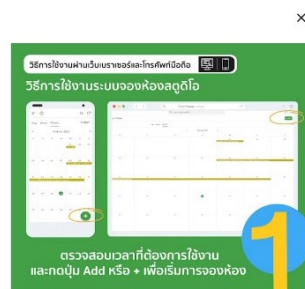 วิธีการใช้งานผ่านเว็บเบราเซอร์และโทรศัพท์มือถือ
วิธีการใช้งานระบบจองห้องสตูดิโอ
ตรวจสอบเวลาที่ต้องการใช้งาน
และกดปุ่ม Add หรือ + เพื่อเริ่มการจองห้อง
1